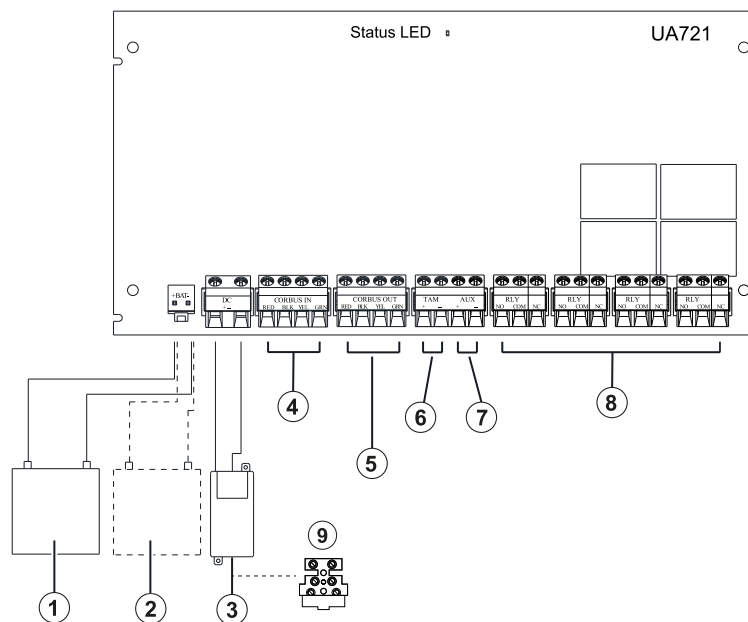 Status LED
UA721
+BAT-
DC
+ -
CORBUS IN
RED BLK YEL GRN
CORBUS OUT
RED BLK YEL GRN
TAM
+ -
AUX
+ -
RLY
NO COM NC
RLY
NO COM NC
RLY
NO COM NC
RLY
NO COM NC
4
5
6
7
8
9
1
2
3